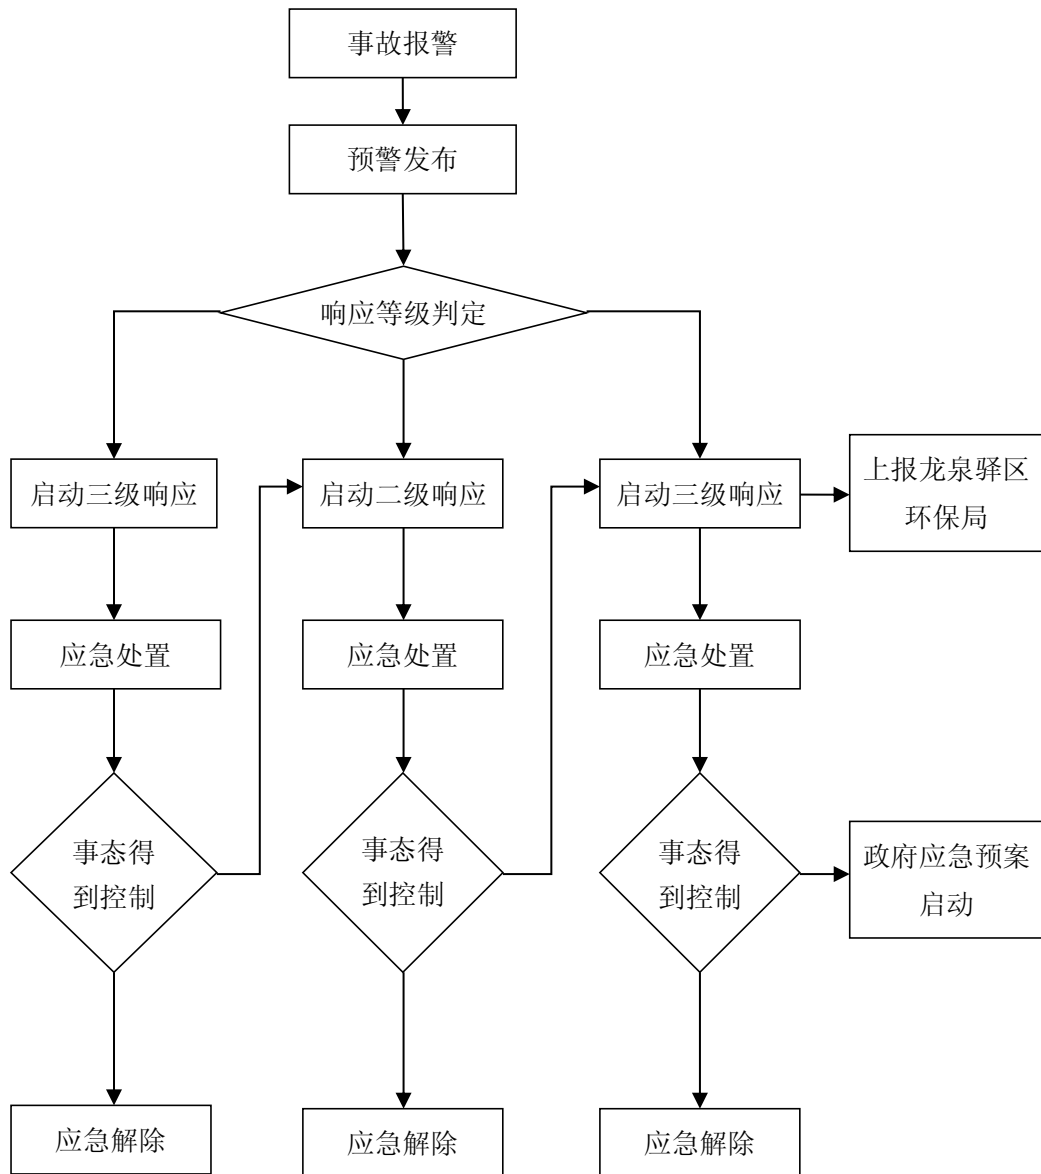 事故报警
预警发布
响应等级判定
启动三级响应
启动二级响应
启动三级响应
上报龙泉驿区
环保局
应急处置
应急处置
应急处置
事态得
到控制
事态得
到控制
事态得
到控制
政府应急预案
启动
应急解除
应急解除
应急解除